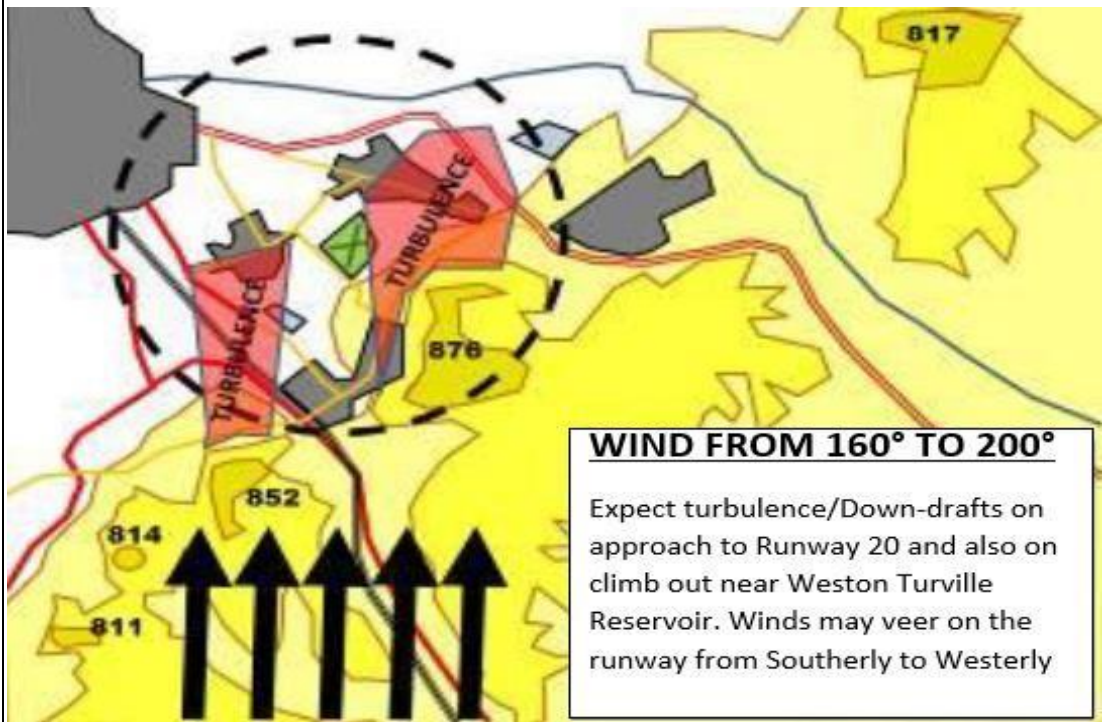 817
TURBULENCE
TURBULENCE
876
852
814
811
WIND FROM 160° TO 200°
Expect turbulence/Down-drafts on
approach to Runway 20 and also on
climb out near Weston Turville
Reservoir. Winds may veer on the
runway from Southerly to Westerly